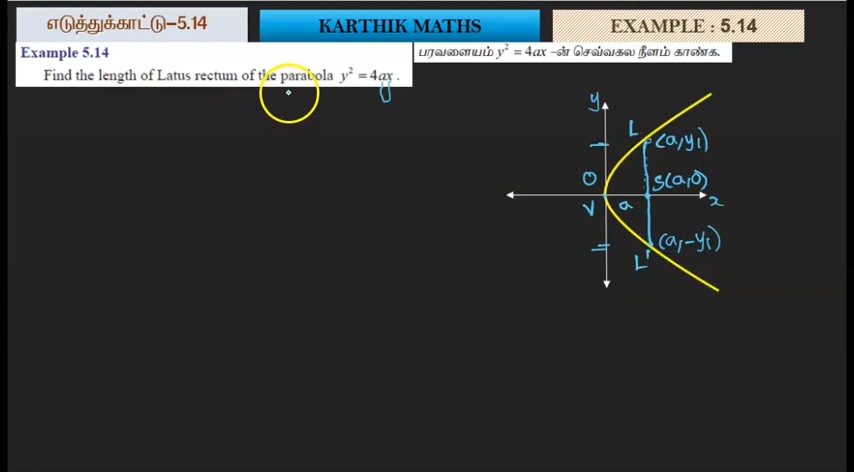 எடுத்துக்காட்டு–5.14
KARTHIK MATHS
EXAMPLE : 5.14
Example 5.14
Find the length of Latus rectum of the parabola y² = 4ax .
பரவளையம் y² = 4ax -ன் செவ்வகல நீளம் காண்க.
y
L
(a,y₁)
O
S(a,0)
V
a
x
(a,-y₁)
L'